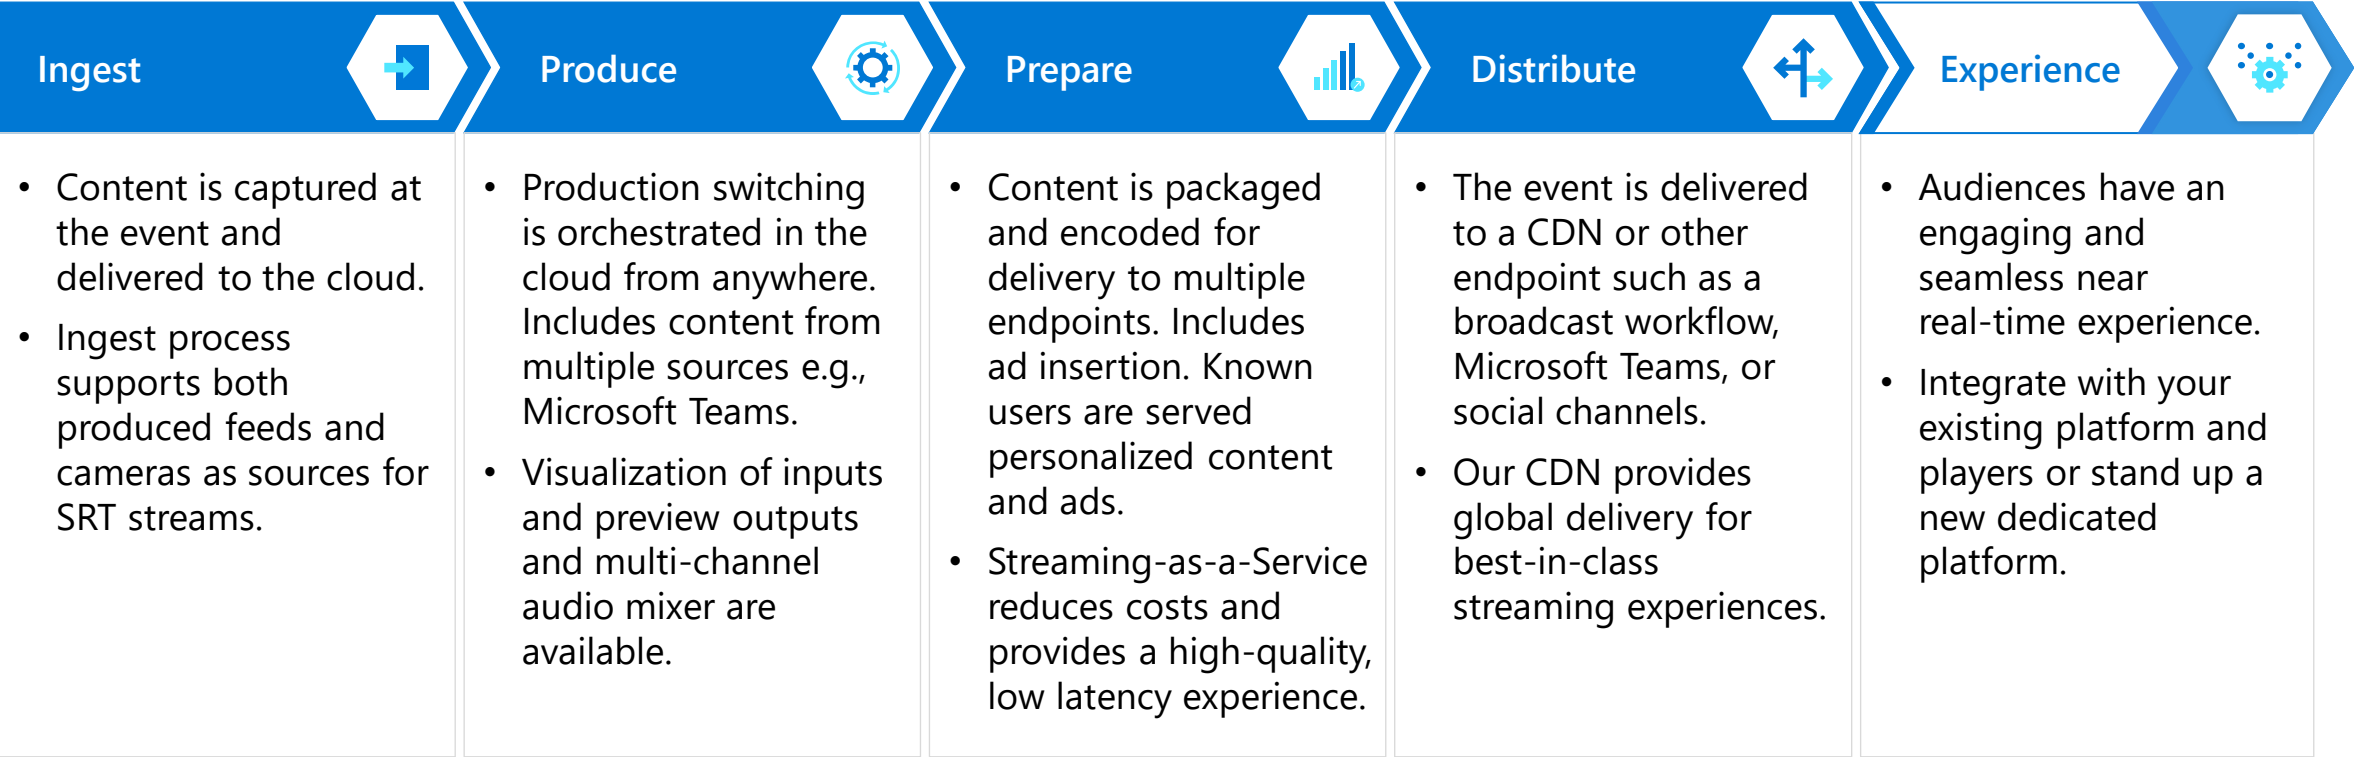 Ingest
• Content is captured at
the event and
delivered to the cloud.
• Ingest process
supports both
produced feeds and
cameras as sources for
SRT streams.
Produce
• Production switching
is orchestrated in the
cloud from anywhere.
Includes content from
multiple sources e.g.,
Microsoft Teams.
• Visualization of inputs
and preview outputs
and multi-channel
audio mixer are
available.
Prepare
• Content is packaged
and encoded for
delivery to multiple
endpoints. Includes
ad insertion. Known
users are served
personalized content
and ads.
• Streaming-as-a-Service
reduces costs and
provides a high-quality,
low latency experience.
Distribute
• The event is delivered
to a CDN or other
endpoint such as a
broadcast workflow,
Microsoft Teams, or
social channels.
• Our CDN provides
global delivery for
best-in-class
streaming experiences.
Experience
• Audiences have an
engaging and
seamless near
real-time experience.
• Integrate with your
existing platform and
players or stand up a
new dedicated
platform.